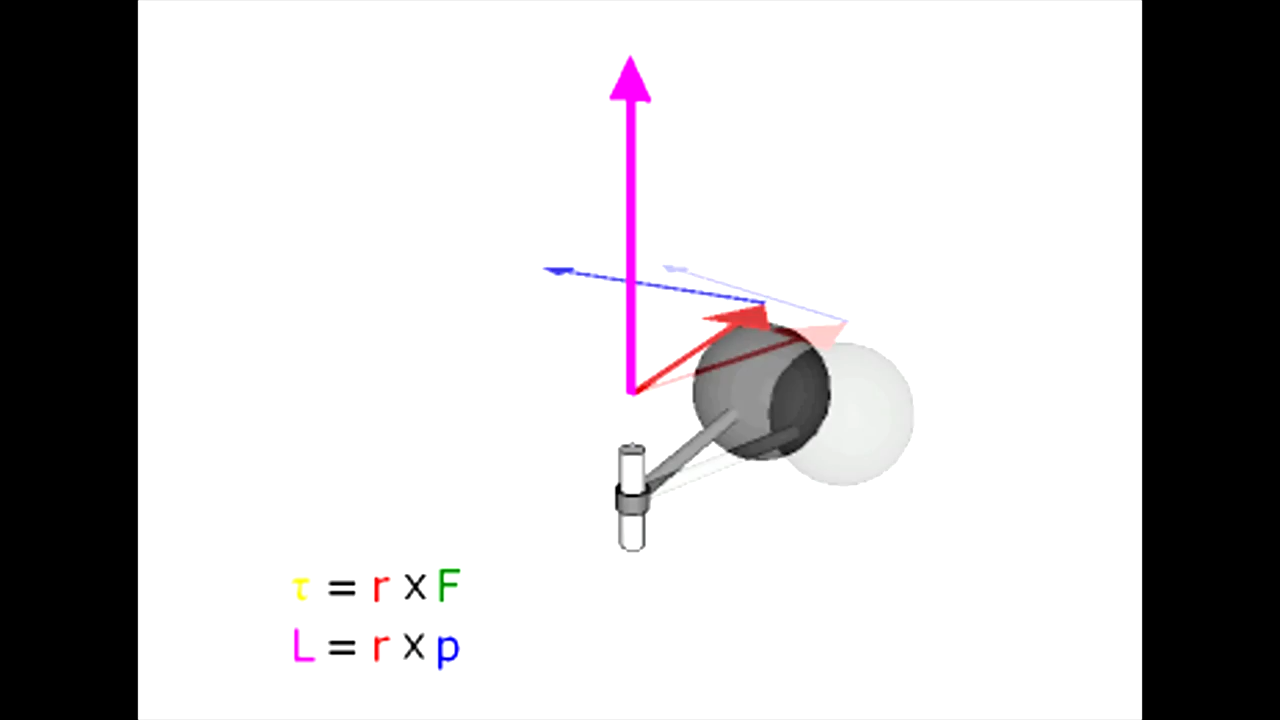 τ = r x F
L = r x p